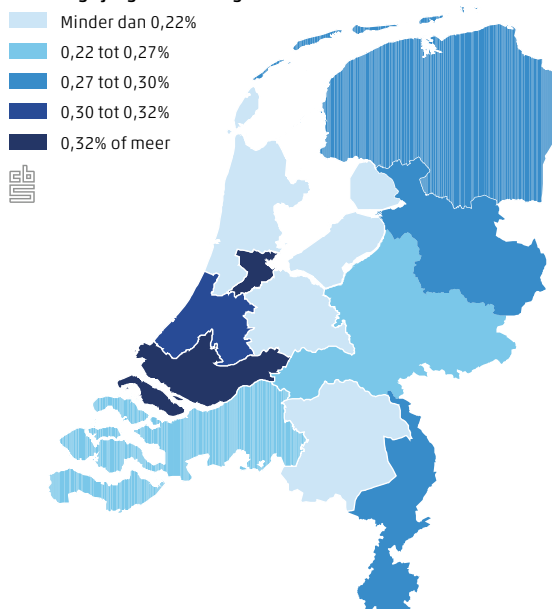 Minder dan 0,22%
0,22 tot 0,27%
0,27 tot 0,30%
0,30 tot 0,32%
0,32% of meer
cbs